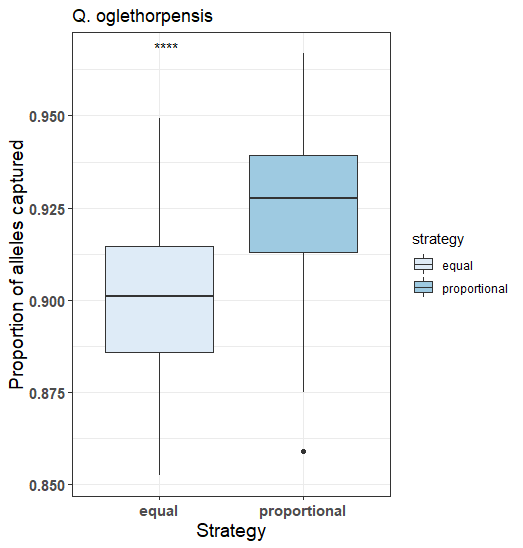 Q. oglethorpensis
****
Proportion of alleles captured
0.950
0.925
0.900
0.875
0.850
equal
proportional
Strategy
strategy
equal
proportional